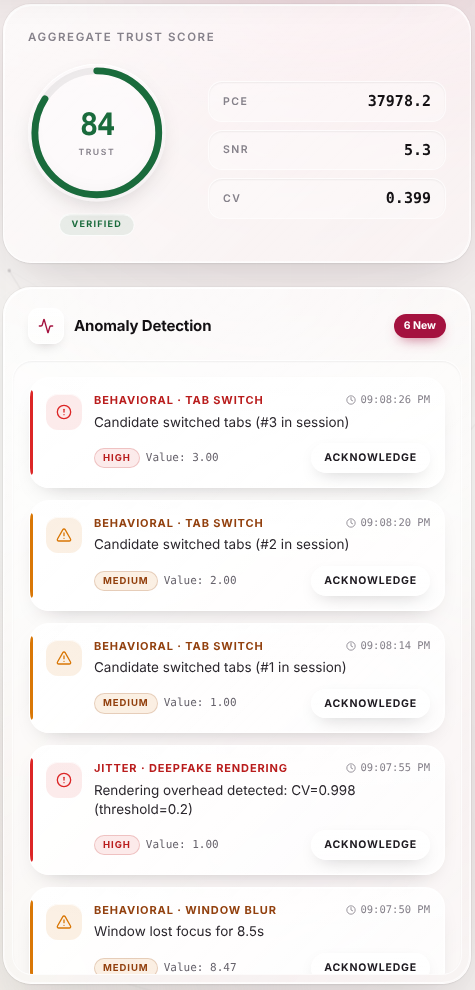 AGGREGATE TRUST SCORE
84
TRUST
VERIFIED
PCE 37978.2
SNR 5.3
CV 0.399
Anomaly Detection 6 New
BEHAVIORAL · TAB SWITCH 09:08:26 PM
Candidate switched tabs (#3 in session)
HIGH Value: 3.00 ACKNOWLEDGE
BEHAVIORAL · TAB SWITCH 09:08:20 PM
Candidate switched tabs (#2 in session)
MEDIUM Value: 2.00 ACKNOWLEDGE
BEHAVIORAL · TAB SWITCH 09:08:14 PM
Candidate switched tabs (#1 in session)
MEDIUM Value: 1.00 ACKNOWLEDGE
JITTER · DEEPFAKE RENDERING 09:07:55 PM
Rendering overhead detected: CV=0.998
(threshold=0.2)
HIGH Value: 1.00 ACKNOWLEDGE
BEHAVIORAL · WINDOW BLUR 09:07:50 PM
Window lost focus for 8.5s
MEDIUM Value: 8.47 ACKNOWLEDGE